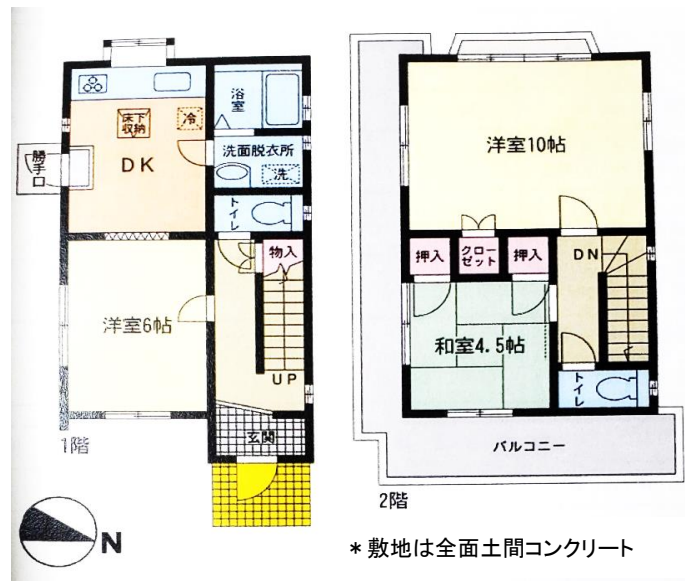 浴室
床下
収納
冷
勝手口
DK
洗面脱衣所
洗
トイレ
物入
洋室6帖
UP
玄関
1階
N
洋室10帖
押入
クローゼット
押入
DN
和室4.5帖
トイレ
バルコニー
2階
*敷地は全面土間コンクリート